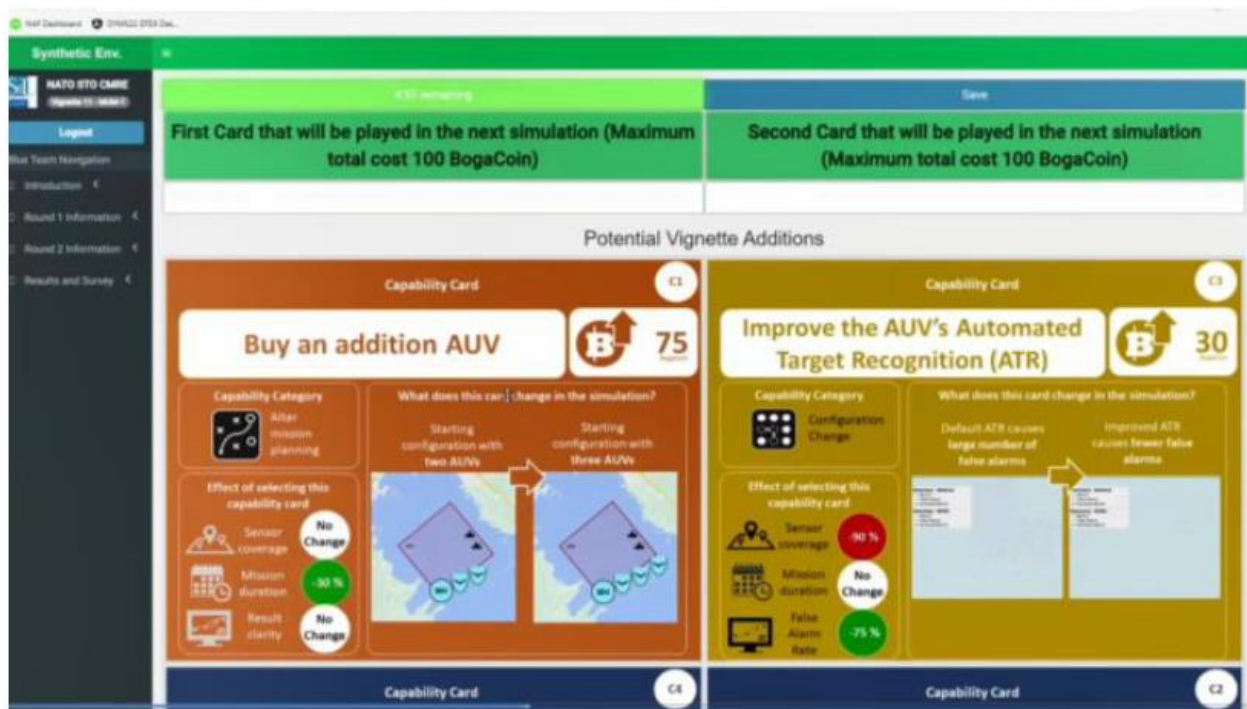 Synthetic Env.
NATO STO CMRE
Logout
Blue Team Navigation
Introduction
Round 1 Information
Round 2 Information
Results and Survey
remaining
Save
First Card that will be played in the next simulation (Maximum
total cost 100 BogaCoin)
Second Card that will be played in the next simulation
(Maximum total cost 100 BogaCoin)
Potential Vignette Additions
Capability Card
C1
Buy an addition AUV
75
Capability Category
Alter
mission
planning
What does this card change in the simulation?
Starting
configuration with
two AUVs
Starting
configuration with
three AUVs
Effect of selecting this
capability card
Sensor
coverage
No
Change
Mission
duration
-30 %
Result
clarity
No
Change
Capability Card
C3
Improve the AUV's Automated
Target Recognition (ATR)
30
Capability Category
Configuration
Change
What does this card change in the simulation?
Default ATR causes
large number of
false alarms
Improved ATR
causes fewer false
alarms
Effect of selecting this
capability card
Sensor
coverage
-90 %
Mission
duration
No
Change
False
Alarm
Rate
-75 %
Capability Card
C4
Capability Card
C2